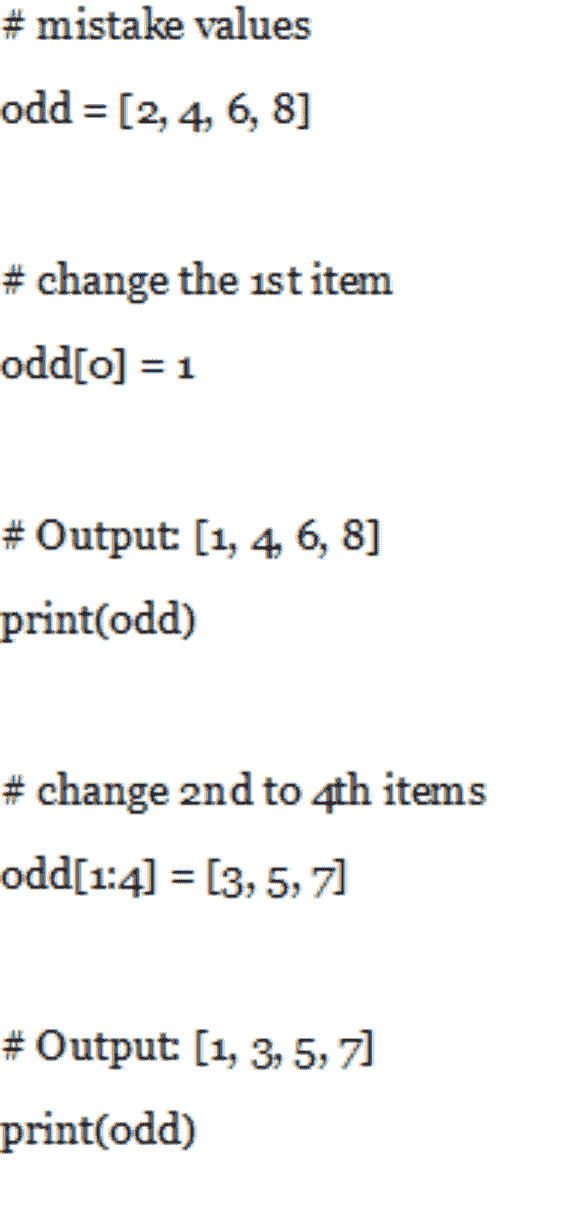 # mistake values
odd = [2, 4, 6, 8]
# change the 1st item
odd[0] = 1
# Output: [1, 4, 6, 8]
print(odd)
# change 2nd to 4th items
odd[1:4] = [3, 5, 7]
# Output: [1, 3, 5, 7]
print(odd)